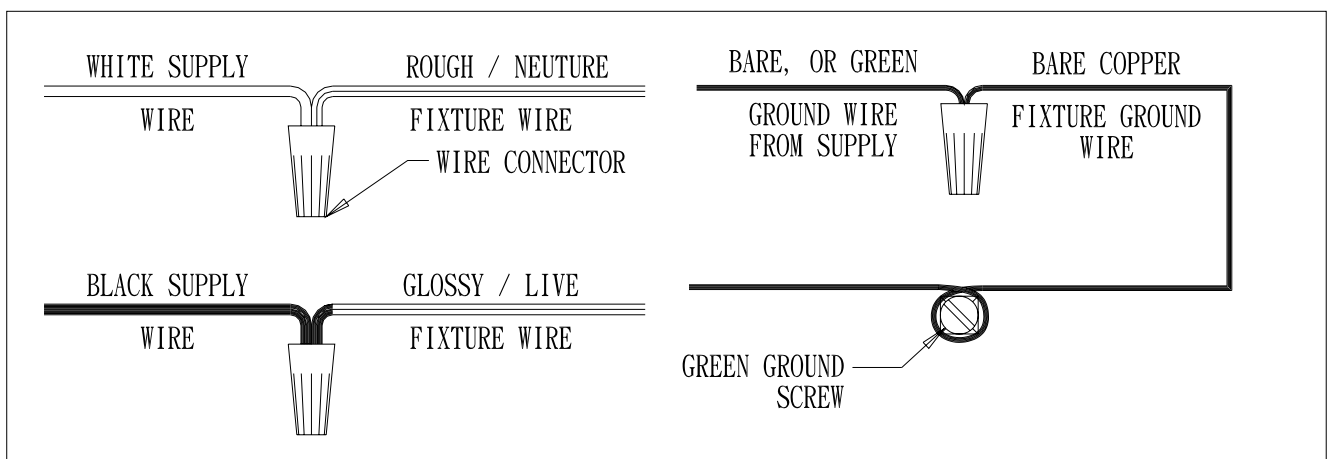 WHITE SUPPLY
WIRE
ROUGH / NEUTURE
FIXTURE WIRE
WIRE CONNECTOR
BLACK SUPPLY
WIRE
GLOSSY / LIVE
FIXTURE WIRE
BARE, OR GREEN
GROUND WIRE
FROM SUPPLY
BARE COPPER
FIXTURE GROUND
WIRE
GREEN GROUND
SCREW